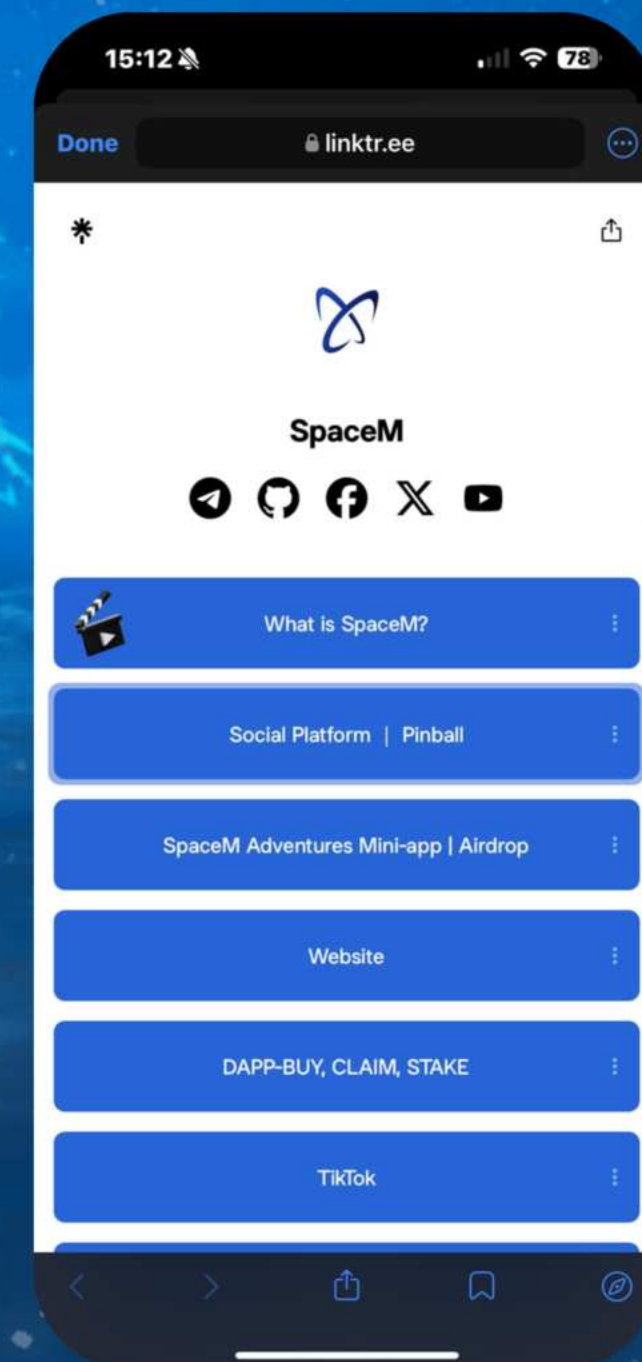 15:12
78
Done
linktr.ee
SpaceM
What is SpaceM?
Social Platform | Pinball
SpaceM Adventures Mini-app | Airdrop
Website
DAPP-BUY, CLAIM, STAKE
TikTok